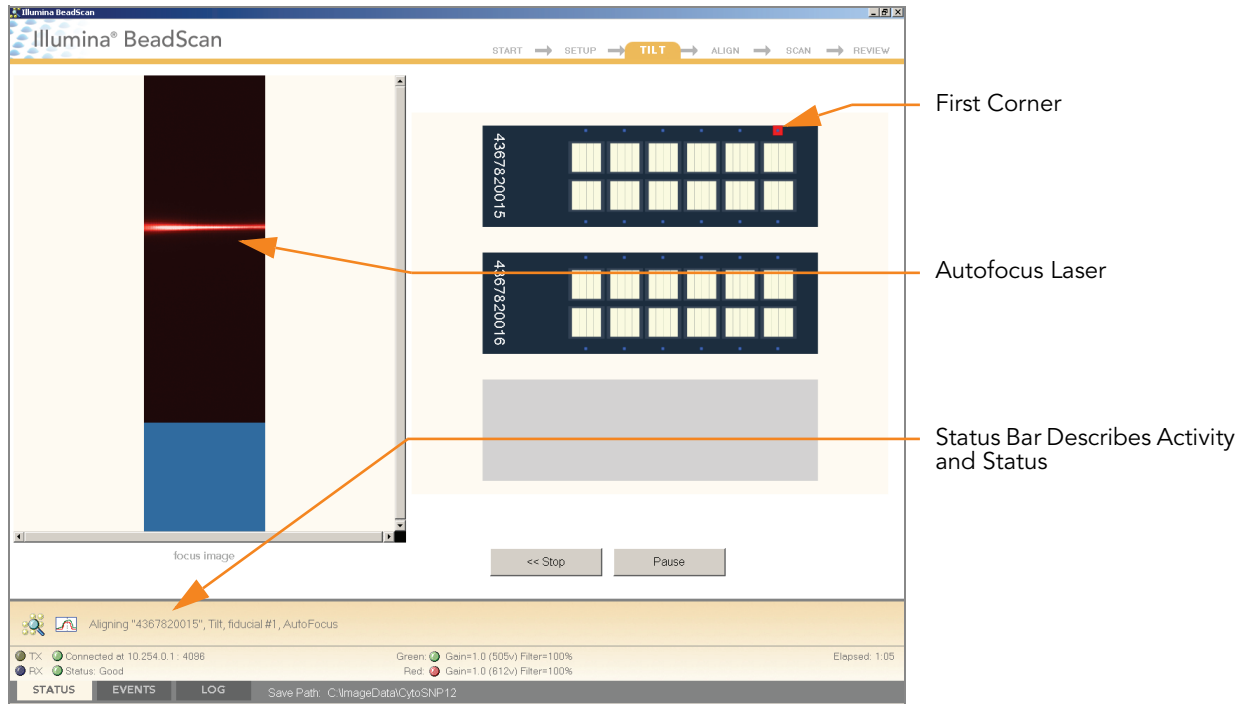 Illumina BeadScan
Illumina® BeadScan
START SETUP TILT ALIGN SCAN REVIEW
First Corner
4367820015
Autofocus Laser
4367820016
Status Bar Describes Activity
and Status
focus image
<< Stop Pause
Aligning "4367820015", Tilt, fiducial #1, AutoFocus
TX Connected at 10.254.0.1 : 4096 Green: Gain=1.0 (505v) Filter=100% Elapsed: 1:05
RX Status: Good Red: Gain=1.0 (612v) Filter=100%
STATUS EVENTS LOG Save Path: C:\ImageData\CytoSNP12